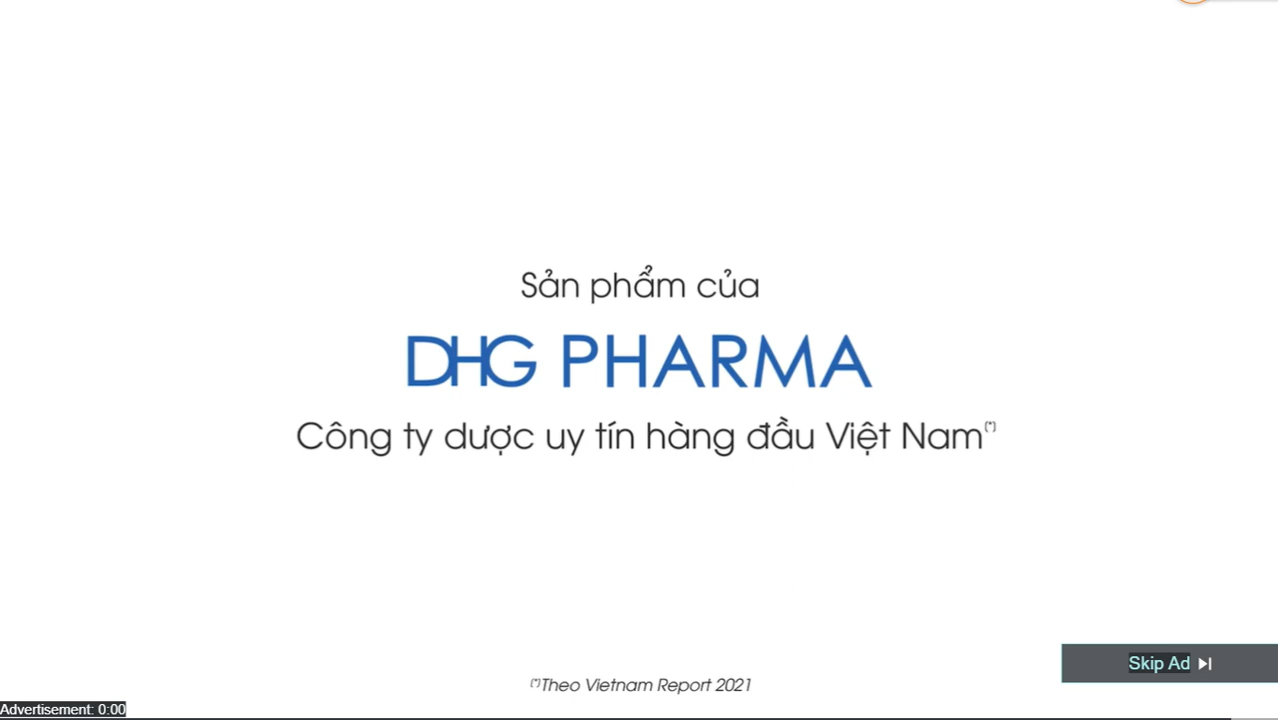 Sản phẩm của
DHG PHARMA
Công ty dược uy tín hàng đầu Việt Nam(*)
Skip Ad
(*)Theo Vietnam Report 2021
Advertisement: 0:00